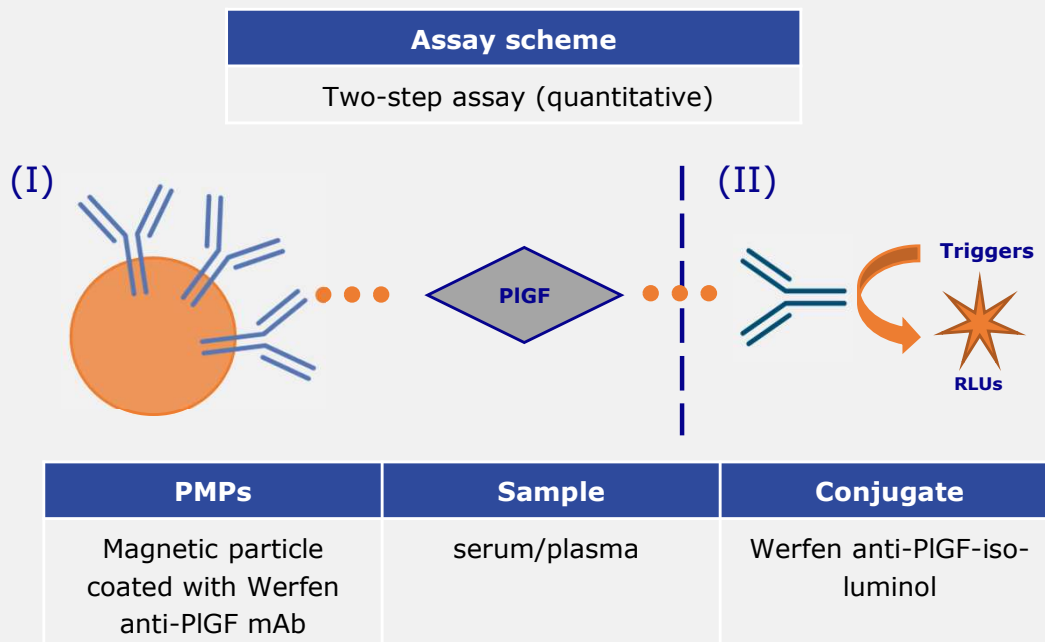 Assay scheme
Two-step assay (quantitative)
(I)
(II)
PlGF
Triggers
RLUs
PMPs
Sample
Conjugate
Magnetic particle
coated with Werfen
anti-PlGF mAb
serum/plasma
Werfen anti-PlGF-iso-
luminol